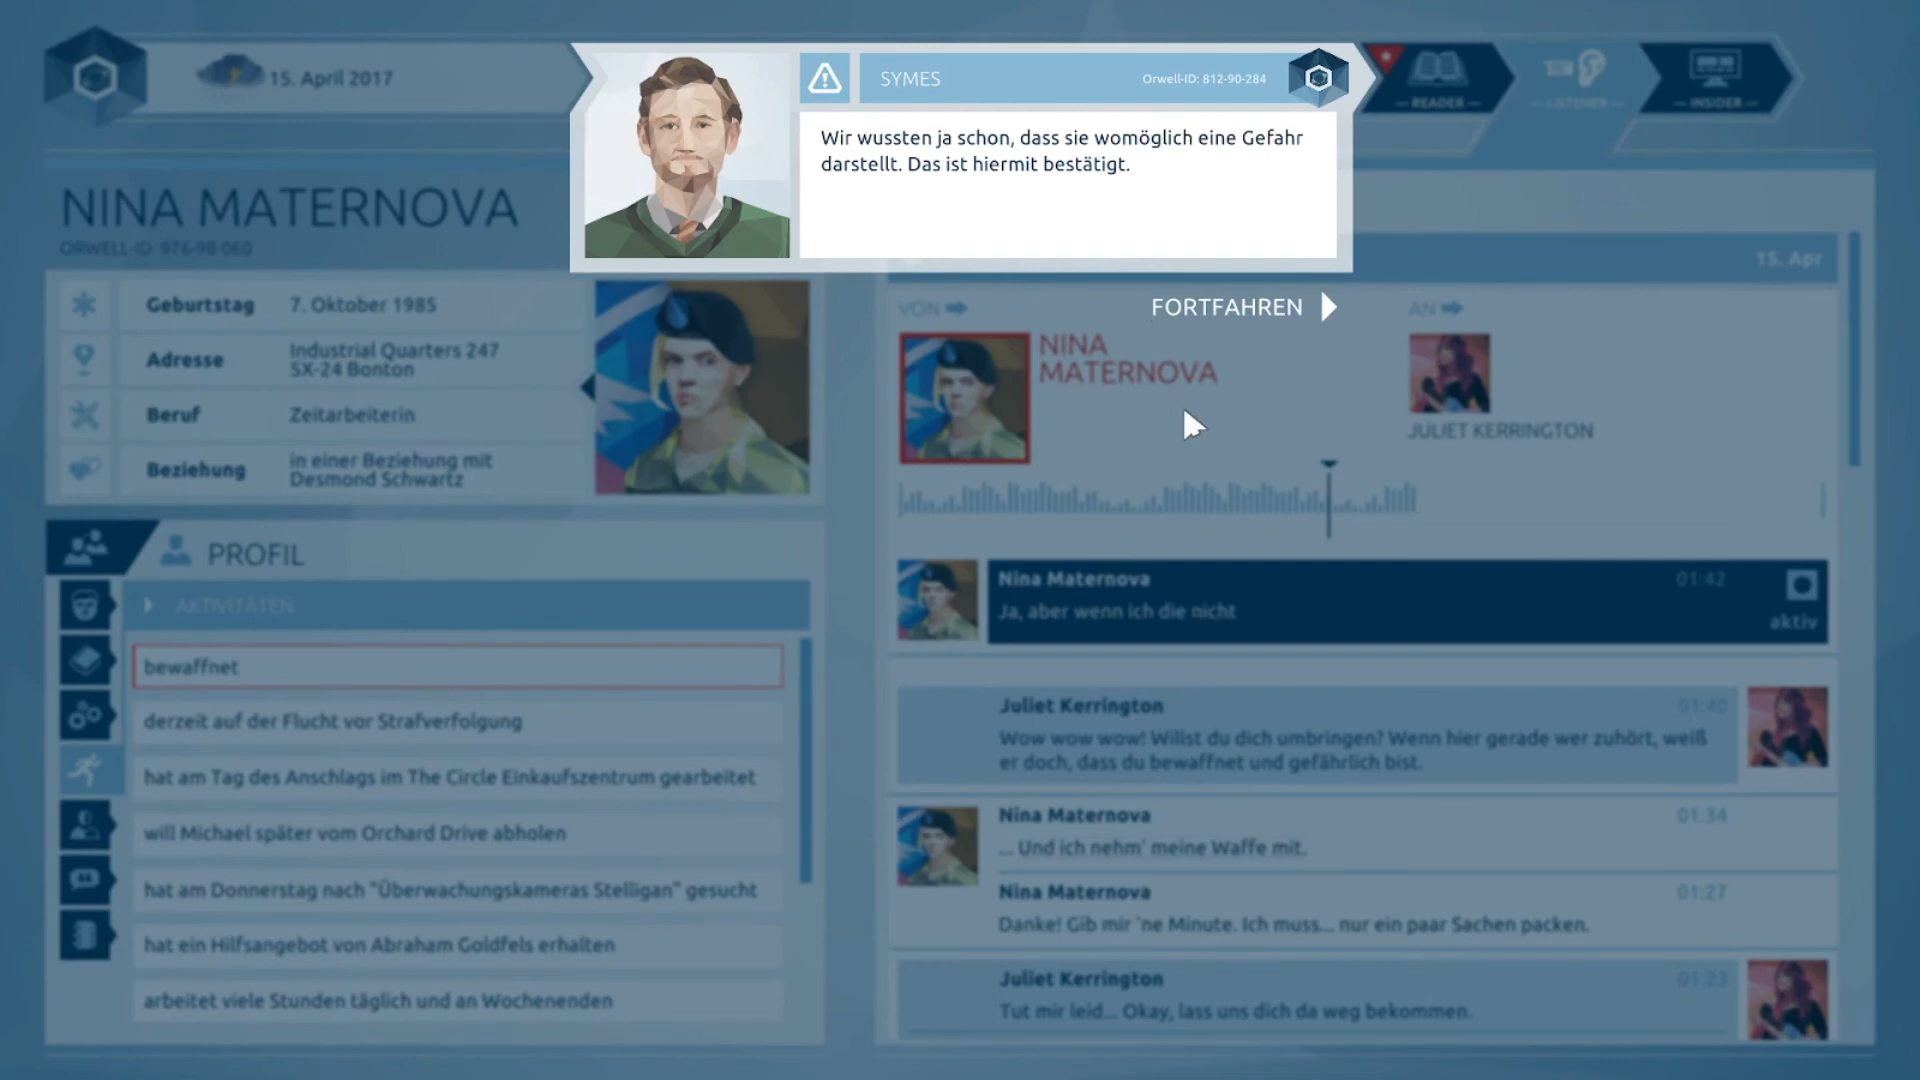 15. April 2017
SYMES
Orwell-ID: 812-90-284
Wir wussten ja schon, dass sie womöglich eine Gefahr
darstellt. Das ist hiermit bestätigt.
FORTFAHREN
— READER —
— LISTENER —
— INSIDER —
NINA MATERNOVA
ORWELL-ID 976-98-060
Geburtstag 7. Oktober 1985
Adresse Industrial Quarters 247
SX-24 Bonton
Beruf Zeitarbeiterin
Beziehung in einer Beziehung mit
Desmond Schwartz
PROFIL
AKTIVITÄTEN
bewaffnet
derzeit auf der Flucht vor Strafverfolgung
hat am Tag des Anschlags im The Circle Einkaufszentrum gearbeitet
will Michael später vom Orchard Drive abholen
hat am Donnerstag nach "Überwachungskameras Stelligan" gesucht
hat ein Hilfsangebot von Abraham Goldfels erhalten
arbeitet viele Stunden täglich und an Wochenenden
15. Apr
VON
NINA
MATERNOVA
AN
JULIET KERRINGTON
Nina Maternova 01:42
Ja, aber wenn ich die nicht
aktiv
Juliet Kerrington 01:40
Wow wow wow! Willst du dich umbringen? Wenn hier gerade wer zuhört, weiß
er doch, dass du bewaffnet und gefährlich bist.
Nina Maternova 01:34
... Und ich nehm' meine Waffe mit.
Nina Maternova 01:27
Danke! Gib mir 'ne Minute. Ich muss... nur ein paar Sachen packen.
Juliet Kerrington 01:23
Tut mir leid... Okay, lass uns dich da weg bekommen.